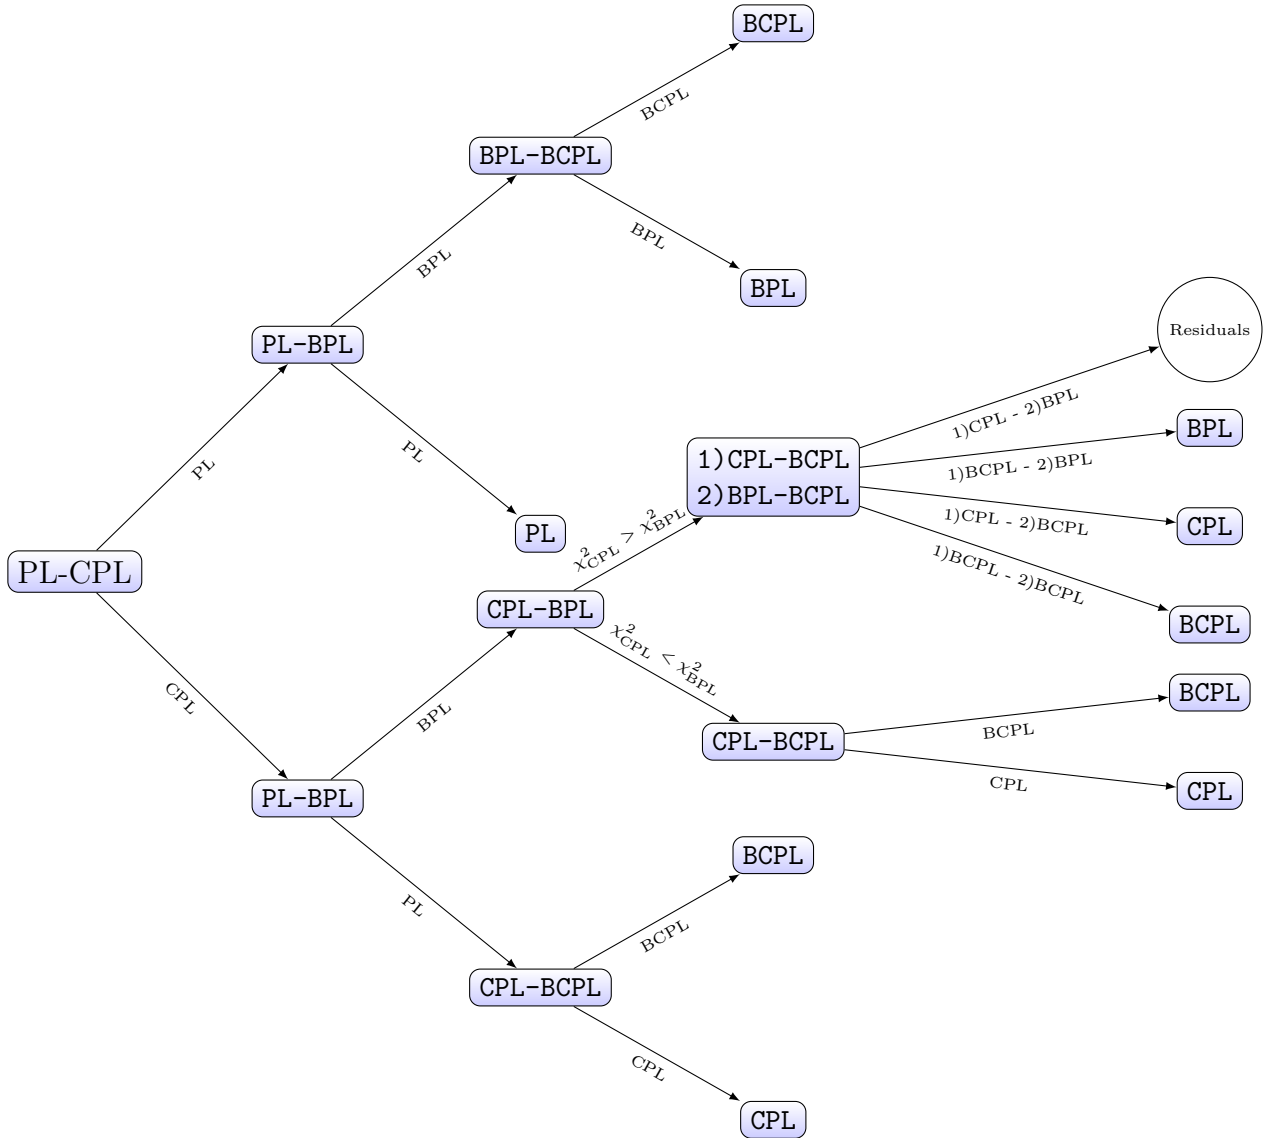 BCPL
BCPL
BPL-BCPL
BPL
BPL
BPL
Residuals
PL-BPL
1)CPL - 2)BPL
BPL
PL
PL
1)CPL-BCPL
2)BPL-BCPL
1)BCPL - 2)BPL
1)CPL - 2)BCPL
CPL
PL
χ²CPL > χ²BPL
1)BCPL - 2)BCPL
PL-CPL
CPL-BPL
BCPL
χ²CPL < χ²BPL
BCPL
CPL
BPL
CPL-BCPL
BCPL
CPL
CPL
PL-BPL
BCPL
PL
BCPL
CPL-BCPL
CPL
CPL